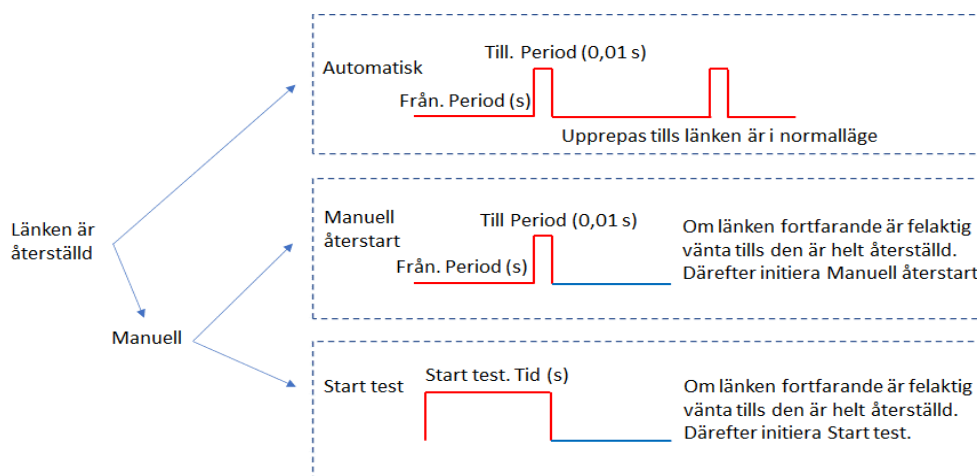 Länken är
återställd
Manuell
Automatisk
Till. Period (0,01 s)
Från. Period (s)
Upprepas tills länken är i normalläge
Manuell
återstart
Till Period (0,01 s)
Från. Period (s)
Om länken fortfarande är felaktig
vänta tills den är helt återställd.
Därefter initiera Manuell återstart
Start test
Start test. Tid (s)
Om länken fortfarande är felaktig
vänta tills den är helt återställd.
Därefter initiera Start test.